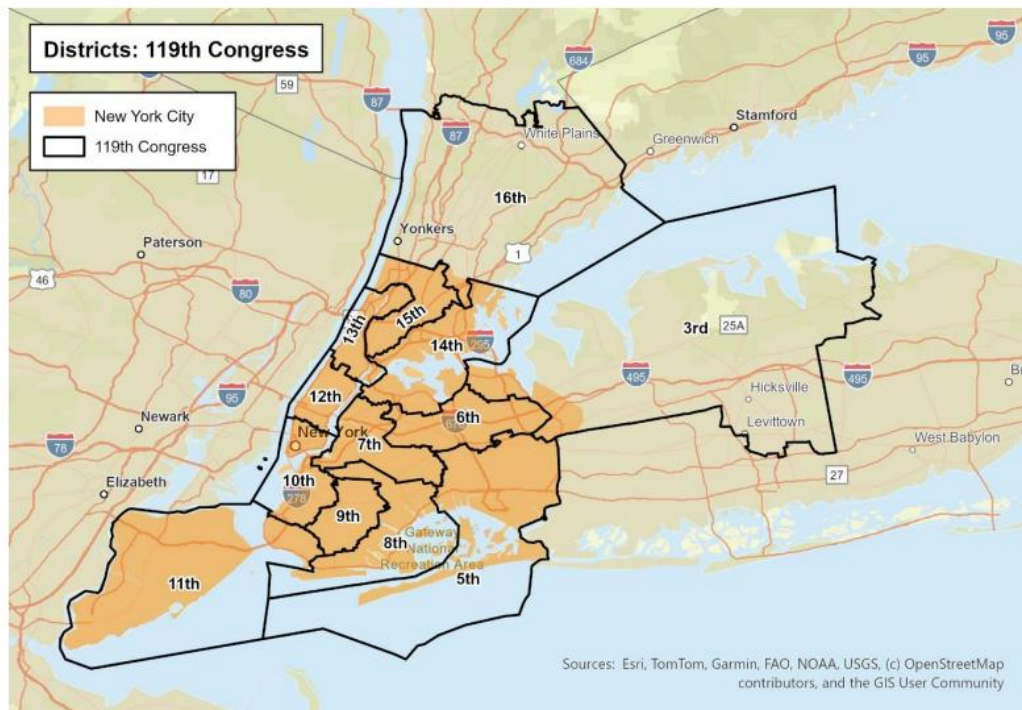 Districts: 119th Congress
New York City
119th Congress
59
87
684
95
95
Stamford
87
White Plains
Greenwich
17
16th
Yonkers
Paterson
1
46
80
15th
13th
3rd
25A
14th
295
495
495
Hicksville
12th
6th
95
Newark
Levittown
New York
7th
78
West Babylon
27
Elizabeth
10th
278
9th
Gateway
National
Recreation Area
8th
5th
11th
Sources: Esri, TomTom, Garmin, FAO, NOAA, USGS, (c) OpenStreetMap
contributors, and the GIS User Community